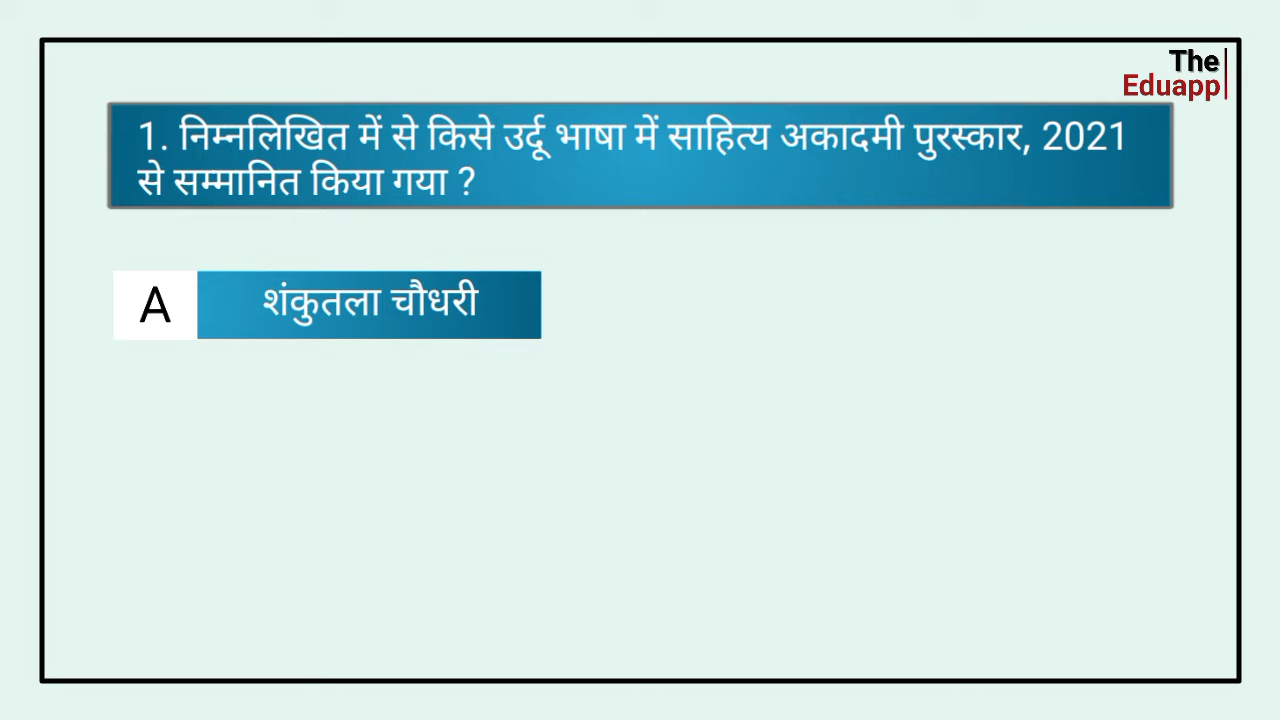 The
Eduapp
1. निम्नलिखित में से किसे उर्दू भाषा में साहित्य अकादमी पुरस्कार, 2021
से सम्मानित किया गया ?
A शंकुतला चौधरी